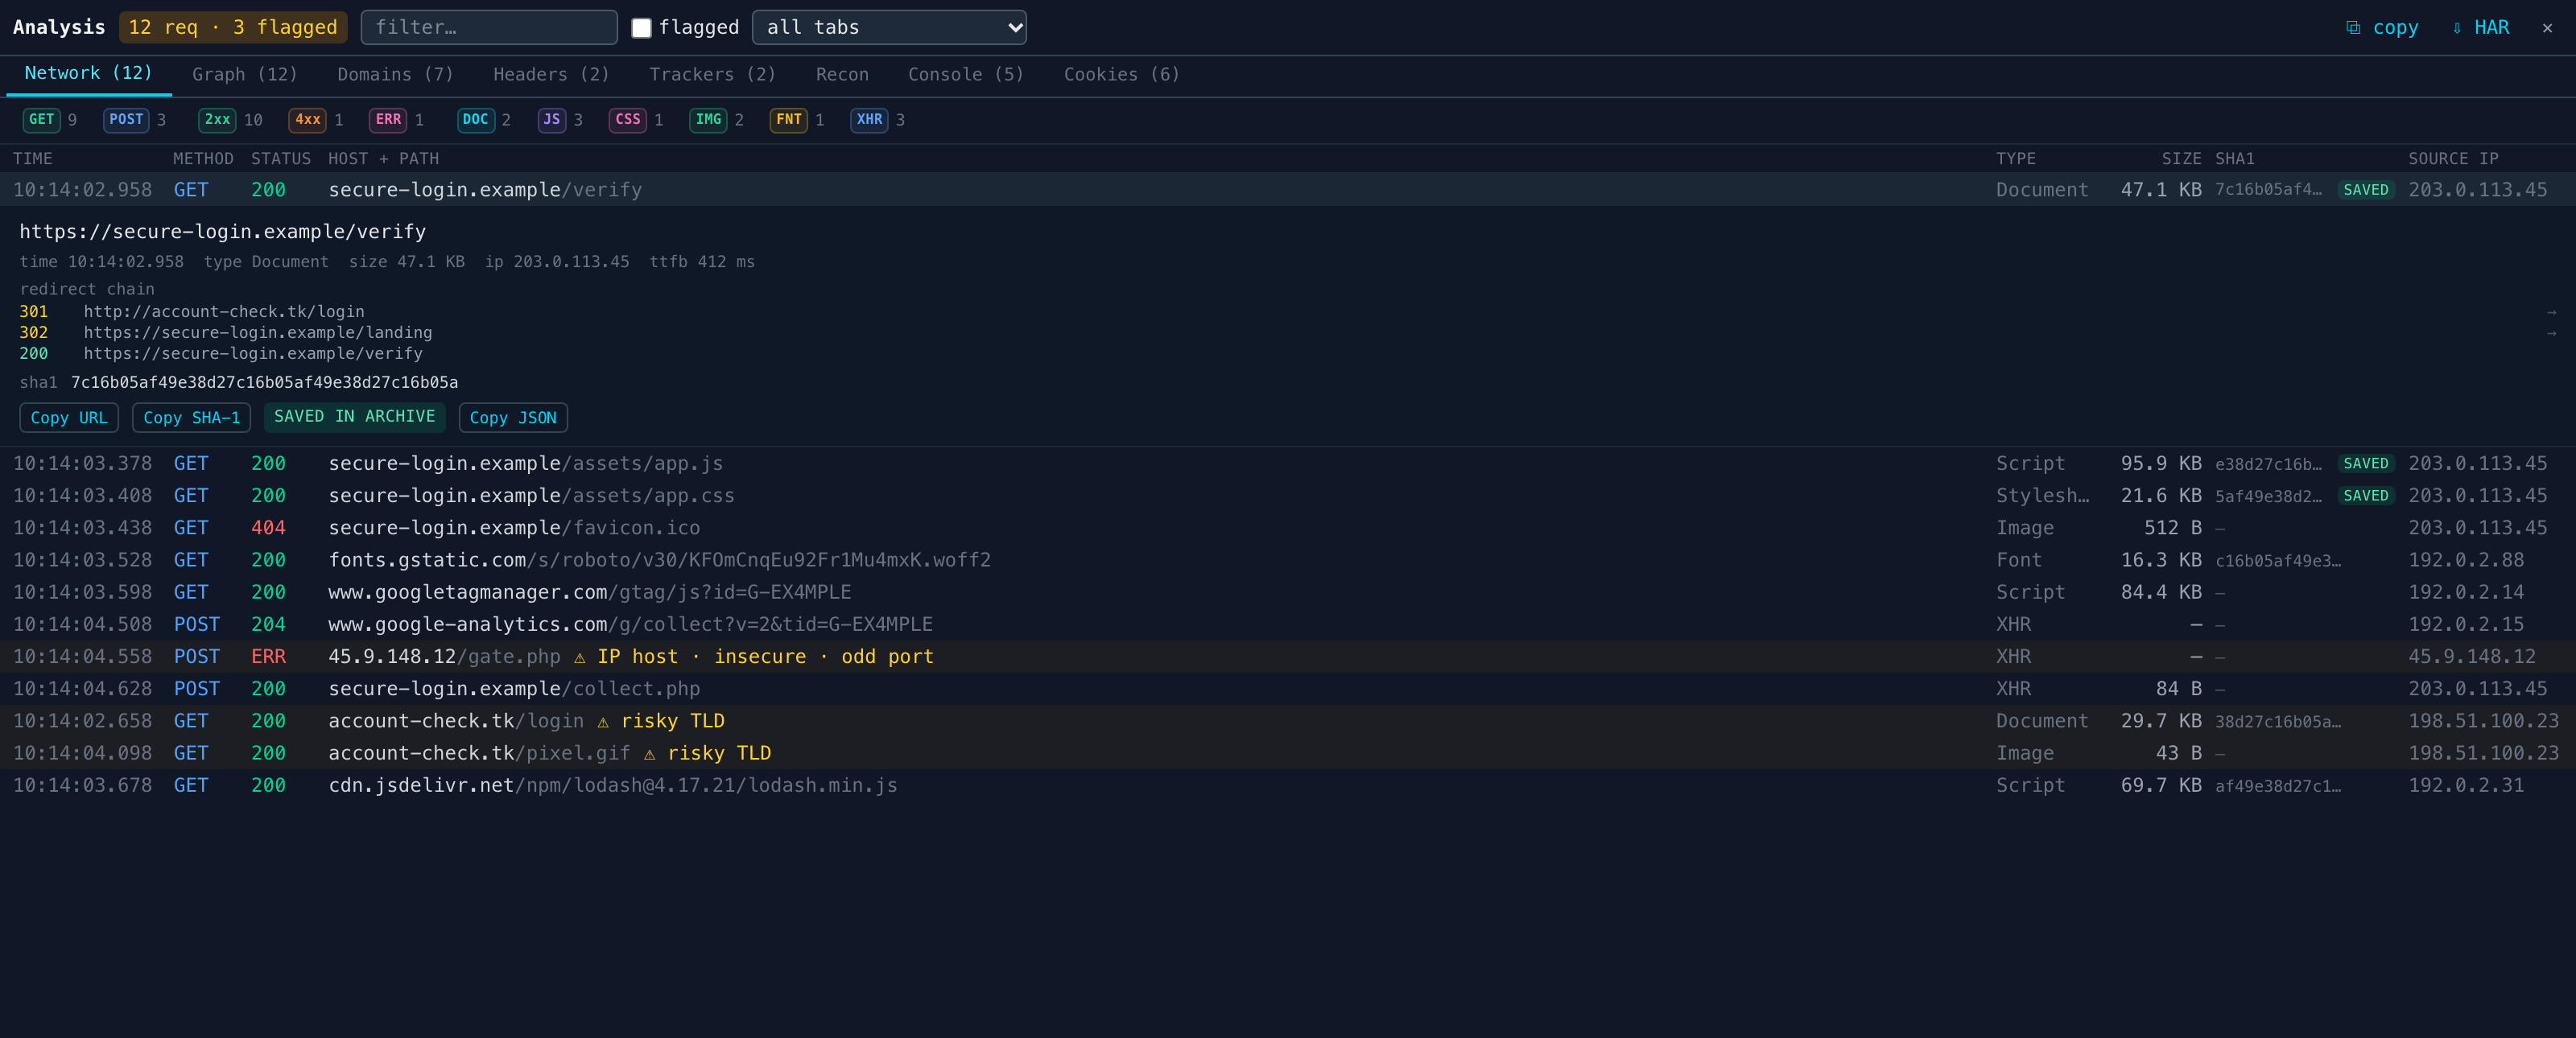 Analysis 12 req · 3 flagged filter… flagged all tabs ⧉ copy ⇩ HAR ×
Network (12) Graph (12) Domains (7) Headers (2) Trackers (2) Recon Console (5) Cookies (6)
GET 9 POST 3 2xx 10 4xx 1 ERR 1 DOC 2 JS 3 CSS 1 IMG 2 FNT 1 XHR 3
TIME METHOD STATUS HOST + PATH TYPE SIZE SHA1 SOURCE IP
10:14:02.958 GET 200 secure-login.example/verify Document 47.1 KB 7c16b05af4… SAVED 203.0.113.45
https://secure-login.example/verify
time 10:14:02.958 type Document size 47.1 KB ip 203.0.113.45 ttfb 412 ms
redirect chain
301 http://account-check.tk/login →
302 https://secure-login.example/landing →
200 https://secure-login.example/verify
sha1 7c16b05af49e38d27c16b05af49e38d27c16b05a
Copy URL Copy SHA-1 SAVED IN ARCHIVE Copy JSON
10:14:03.378 GET 200 secure-login.example/assets/app.js Script 95.9 KB e38d27c16b… SAVED 203.0.113.45
10:14:03.408 GET 200 secure-login.example/assets/app.css Stylesh… 21.6 KB 5af49e38d2… SAVED 203.0.113.45
10:14:03.438 GET 404 secure-login.example/favicon.ico Image 512 B — 203.0.113.45
10:14:03.528 GET 200 fonts.gstatic.com/s/roboto/v30/KFOmCnqEu92Fr1Mu4mxK.woff2 Font 16.3 KB c16b05af49e3… 192.0.2.88
10:14:03.598 GET 200 www.googletagmanager.com/gtag/js?id=G-EX4MPLE Script 84.4 KB — 192.0.2.14
10:14:04.508 POST 204 www.google-analytics.com/g/collect?v=2&tid=G-EX4MPLE XHR — — 192.0.2.15
10:14:04.558 POST ERR 45.9.148.12/gate.php ⚠ IP host · insecure · odd port XHR — — 45.9.148.12
10:14:04.628 POST 200 secure-login.example/collect.php XHR 84 B — 203.0.113.45
10:14:02.658 GET 200 account-check.tk/login ⚠ risky TLD Document 29.7 KB 38d27c16b05a… 198.51.100.23
10:14:04.098 GET 200 account-check.tk/pixel.gif ⚠ risky TLD Image 43 B — 198.51.100.23
10:14:03.678 GET 200 cdn.jsdelivr.net/npm/lodash@4.17.21/lodash.min.js Script 69.7 KB af49e38d27c1… 192.0.2.31